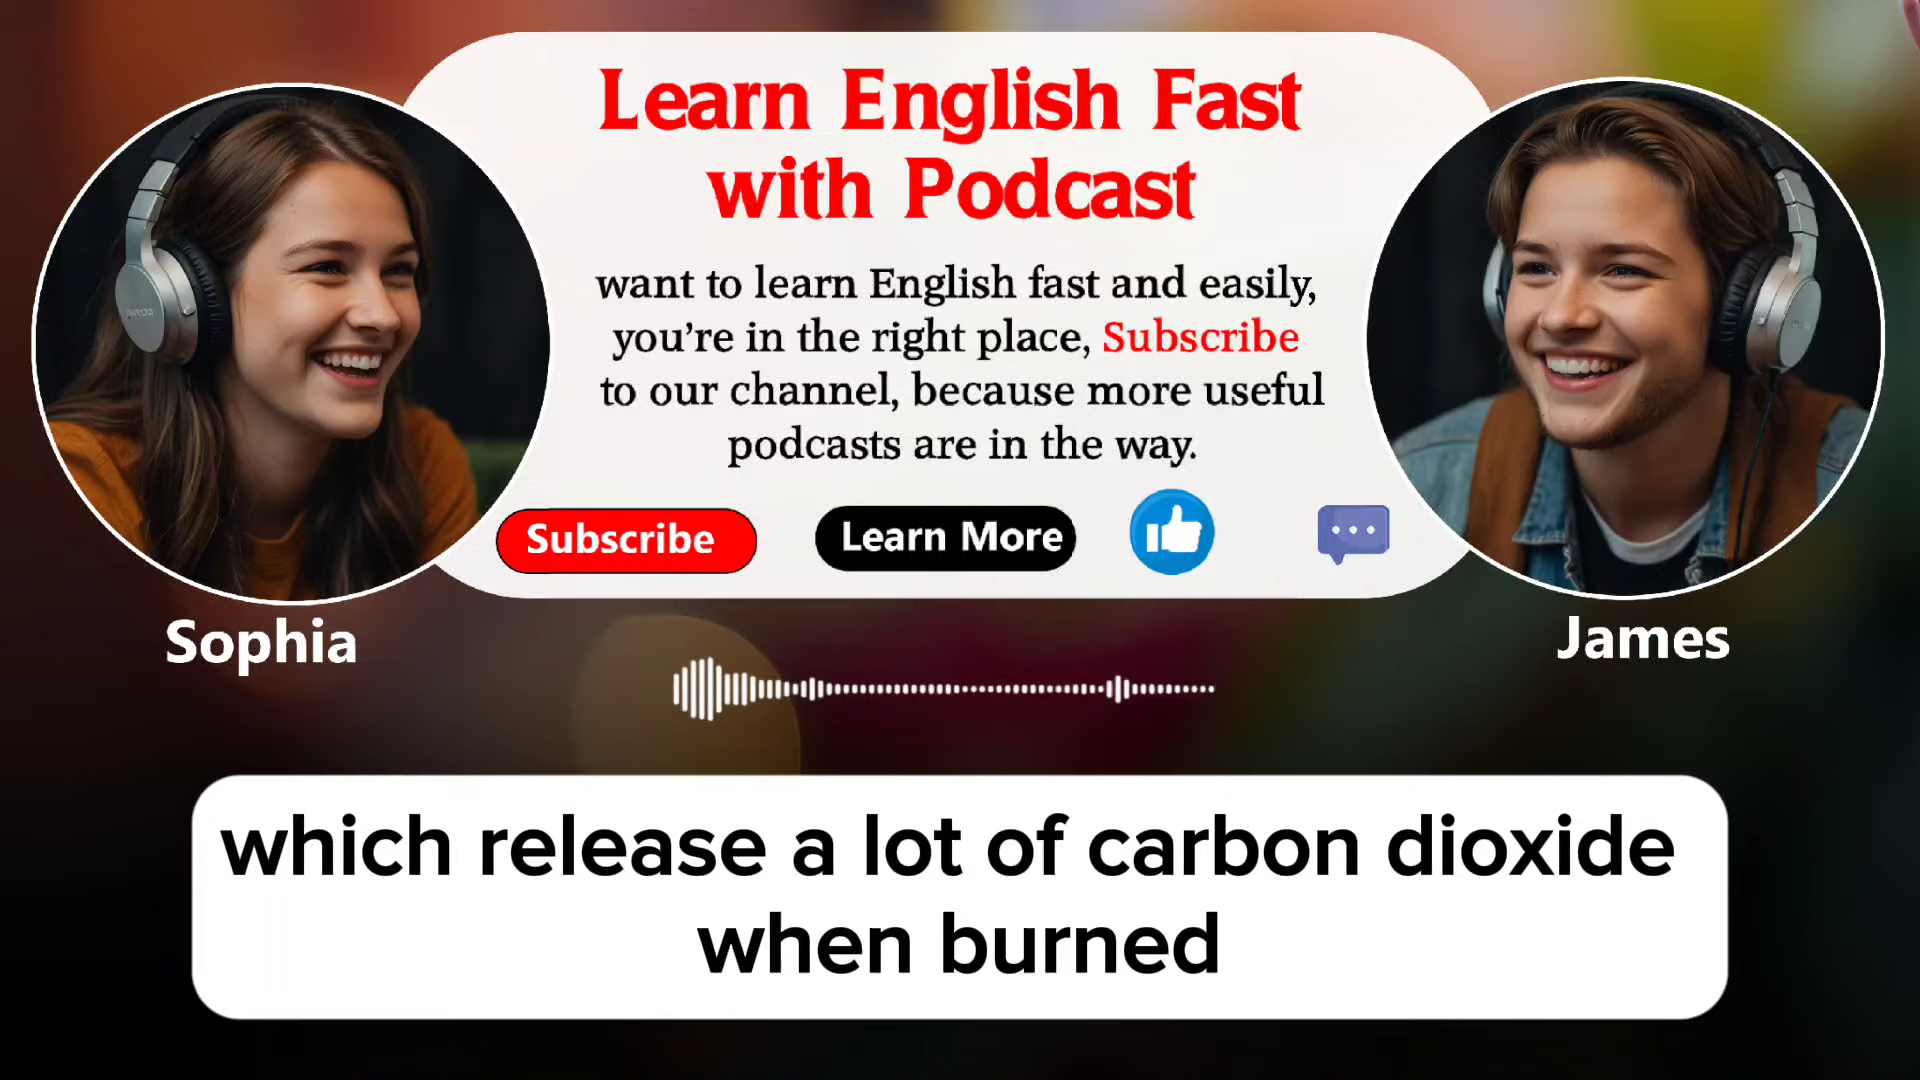 Learn English Fast
with Podcast
want to learn English fast and easily,
you're in the right place, Subscribe
to our channel, because more useful
podcasts are in the way.
Subscribe
Learn More
Sophia
James
which release a lot of carbon dioxide
when burned